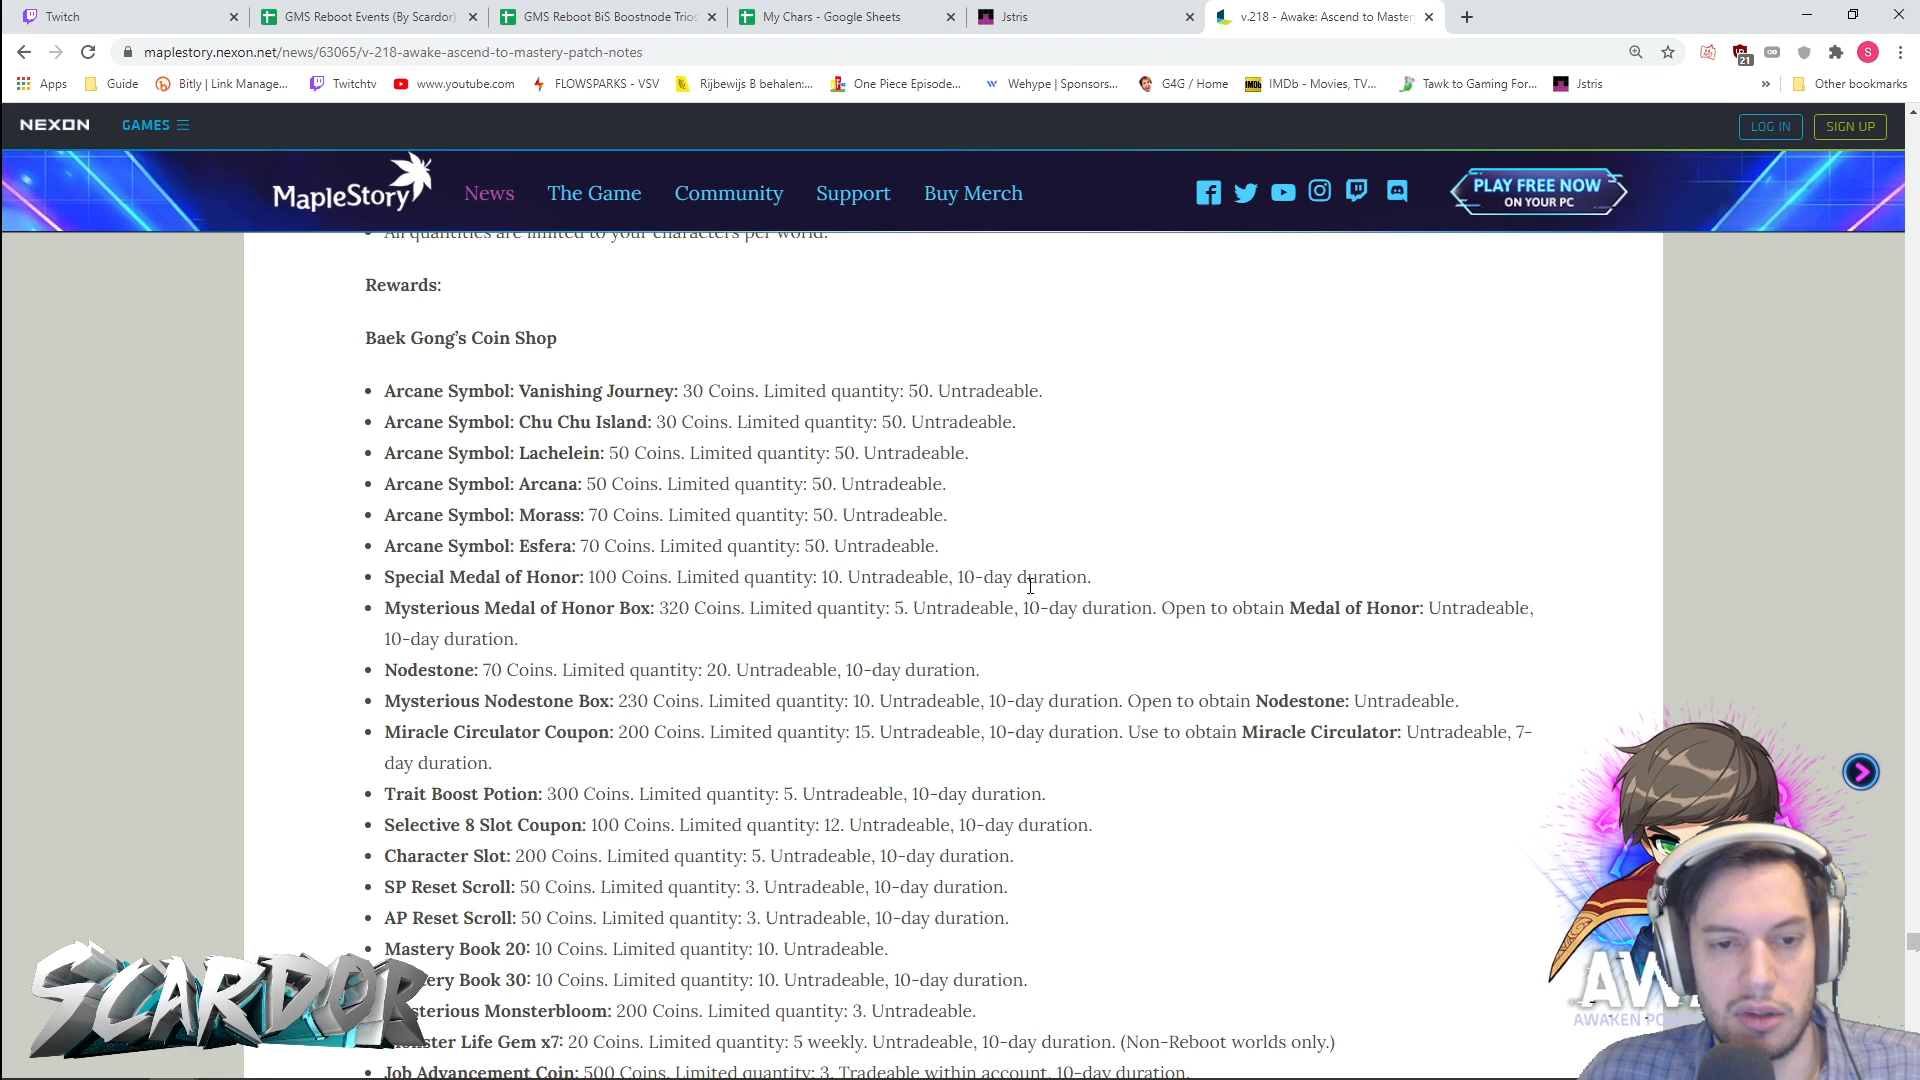 Twitch
GMS Reboot Events (By Scardor)
GMS Reboot BiS Boostnode Trios
My Chars - Google Sheets
Jstris
v.218 - Awake: Ascend to Master
maplestory.nexon.net/news/63065/v-218-awake-ascend-to-mastery-patch-notes
21
S
Apps
Guide
Bitly | Link Manage...
Twitchtv
www.youtube.com
FLOWSPARKS - VSV
Rijbewijs B behalen:...
One Piece Episode...
Wehype | Sponsors...
G4G / Home
IMDb - Movies, TV...
Tawk to Gaming For...
Jstris
Other bookmarks
NEXON
GAMES
LOG IN
SIGN UP
MapleStory
News
The Game
Community
Support
Buy Merch
PLAY FREE NOW
ON YOUR PC
All quantities are limited to your characters per world.
Rewards:
Baek Gong’s Coin Shop
Arcane Symbol: Vanishing Journey: 30 Coins. Limited quantity: 50. Untradeable.
Arcane Symbol: Chu Chu Island: 30 Coins. Limited quantity: 50. Untradeable.
Arcane Symbol: Lachelein: 50 Coins. Limited quantity: 50. Untradeable.
Arcane Symbol: Arcana: 50 Coins. Limited quantity: 50. Untradeable.
Arcane Symbol: Morass: 70 Coins. Limited quantity: 50. Untradeable.
Arcane Symbol: Esfera: 70 Coins. Limited quantity: 50. Untradeable.
Special Medal of Honor: 100 Coins. Limited quantity: 10. Untradeable, 10-day duration.
Mysterious Medal of Honor Box: 320 Coins. Limited quantity: 5. Untradeable, 10-day duration. Open to obtain Medal of Honor: Untradeable,
10-day duration.
Nodestone: 70 Coins. Limited quantity: 20. Untradeable, 10-day duration.
Mysterious Nodestone Box: 230 Coins. Limited quantity: 10. Untradeable, 10-day duration. Open to obtain Nodestone: Untradeable.
Miracle Circulator Coupon: 200 Coins. Limited quantity: 15. Untradeable, 10-day duration. Use to obtain Miracle Circulator: Untradeable, 7-
day duration.
Trait Boost Potion: 300 Coins. Limited quantity: 5. Untradeable, 10-day duration.
Selective 8 Slot Coupon: 100 Coins. Limited quantity: 12. Untradeable, 10-day duration.
Character Slot: 200 Coins. Limited quantity: 5. Untradeable, 10-day duration.
SP Reset Scroll: 50 Coins. Limited quantity: 3. Untradeable, 10-day duration.
AP Reset Scroll: 50 Coins. Limited quantity: 3. Untradeable, 10-day duration.
Mastery Book 20: 10 Coins. Limited quantity: 10. Untradeable.
ery Book 30: 10 Coins. Limited quantity: 10. Untradeable, 10-day duration.
sterious Monsterbloom: 200 Coins. Limited quantity: 3. Untradeable.
nster Life Gem x7: 20 Coins. Limited quantity: 5 weekly. Untradeable, 10-day duration. (Non-Reboot worlds only.)
Job Advancement Coin: 500 Coins. Limited quantity: 3. Tradeable within account, 10-day duration.
SCARDOR
AW
AWAKEN PO